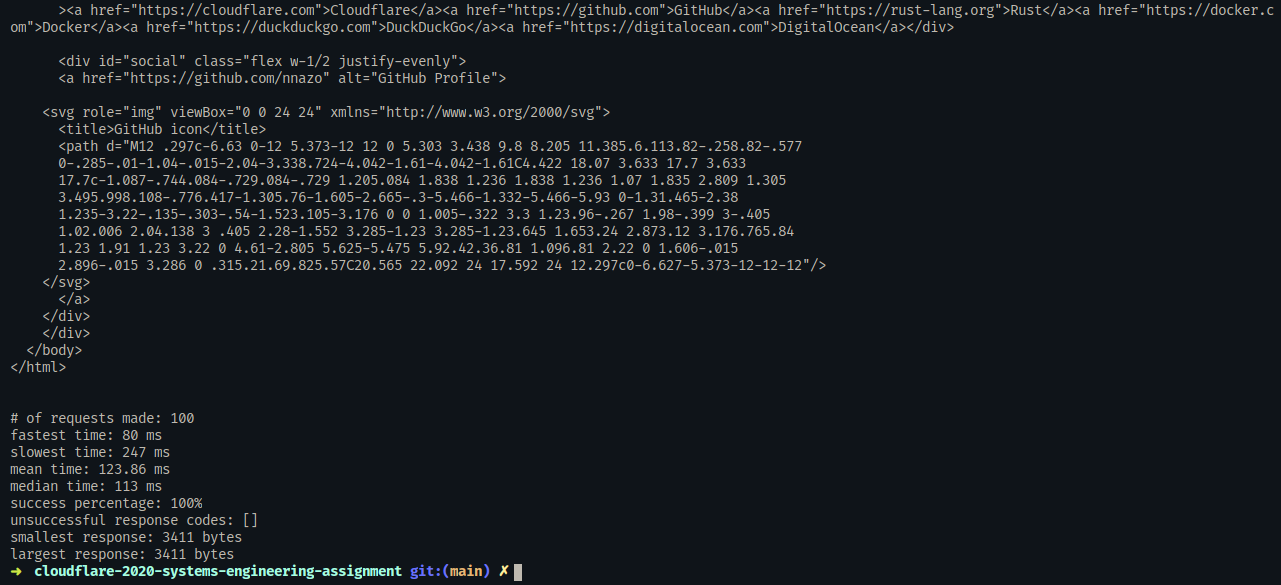 ><a href="https://cloudflare.com">Cloudflare</a><a href="https://github.com">GitHub</a><a href="https://rust-lang.org">Rust</a><a href="https://docker.c
om">Docker</a><a href="https://duckduckgo.com">DuckDuckGo</a><a href="https://digitalocean.com">DigitalOcean</a></div>

      <div id="social" class="flex w-1/2 justify-evenly">
      <a href="https://github.com/nnazo" alt="GitHub Profile">

    <svg role="img" viewBox="0 0 24 24" xmlns="http://www.w3.org/2000/svg">
      <title>GitHub icon</title>
      <path d="M12 .297c-6.63 0-12 5.373-12 12 0 5.303 3.438 9.8 8.205 11.385.6.113.82-.258.82-.577
      0-.285-.01-1.04-.015-2.04-3.338.724-4.042-1.61-4.042-1.61C4.422 18.07 3.633 17.7 3.633
      17.7c-1.087-.744.084-.729.084-.729 1.205.084 1.838 1.236 1.838 1.236 1.07 1.835 2.809 1.305
      3.495.998.108-.776.417-1.305.76-1.605-2.665-.3-5.466-1.332-5.466-5.93 0-1.31.465-2.38
      1.235-3.22-.135-.303-.54-1.523.105-3.176 0 0 1.005-.322 3.3 1.23.96-.267 1.98-.399 3-.405
      1.02.006 2.04.138 3 .405 2.28-1.552 3.285-1.23 3.285-1.23.645 1.653.24 2.873.12 3.176.765.84
      1.23 1.91 1.23 3.22 0 4.61-2.805 5.625-5.475 5.92.42.36.81 1.096.81 2.22 0 1.606-.015
      2.896-.015 3.286 0 .315.21.69.825.57C20.565 22.092 24 17.592 24 12.297c0-6.627-5.373-12-12-12"/>
    </svg>
      </a>
    </div>
    </div>
  </body>
</html>


# of requests made: 100
fastest time: 80 ms
slowest time: 247 ms
mean time: 123.86 ms
median time: 113 ms
success percentage: 100%
unsuccessful response codes: []
smallest response: 3411 bytes
largest response: 3411 bytes
➜  cloudflare-2020-systems-engineering-assignment git:(main) ✗